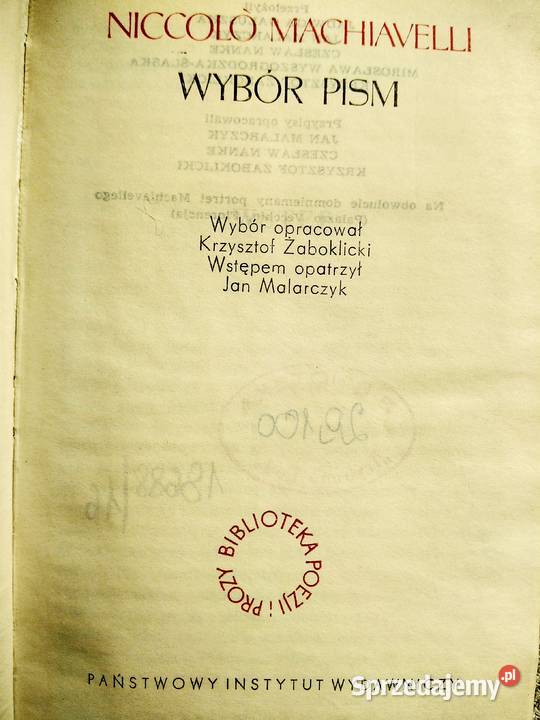 NICCOLÒ MACHIAVELLI
WYBÓR PISM
Wybór opracował
Krzysztof Żaboklicki
Wstępem opatrzył
Jan Malarczyk
BIBLIOTEKA POEZJI i PROZY
PAŃSTWOWY INSTYTUT WYDAWNICZY
Sprzedajemy.pl